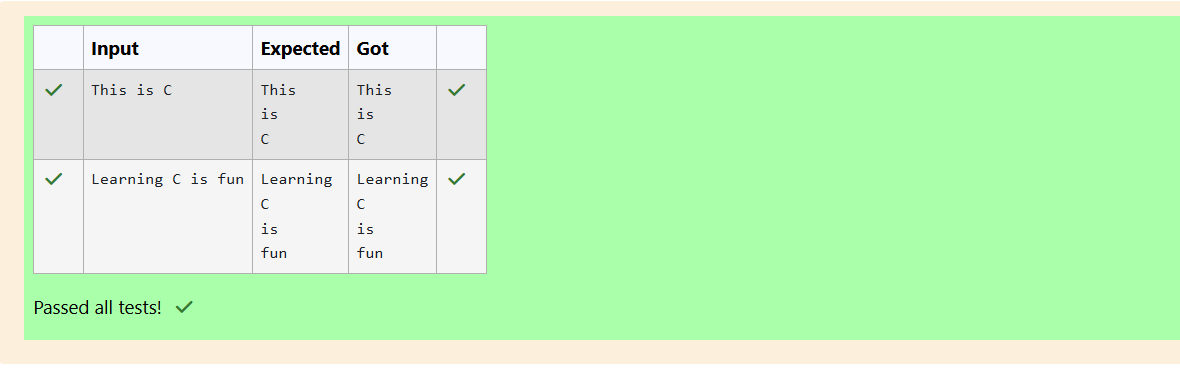 Input Expected Got
This is C This This
is is
C C
Learning C is fun Learning Learning
C C
is is
fun fun
Passed all tests!